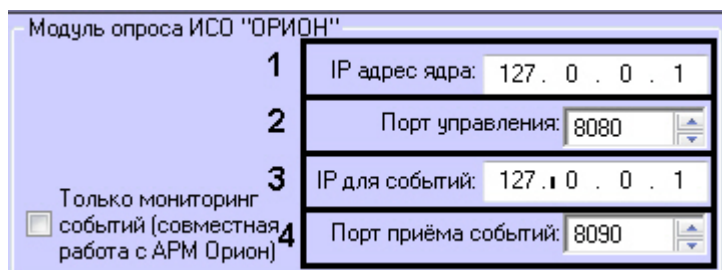 Модуль опроса ИСО "ОРИОН"
1 IP адрес ядра: 127 . 0 . 0 . 1
2 Порт управления: 8080
3 IP для событий: 127 . 0 . 0 . 1
Только мониторинг
событий (совместная
работа с АРМ Орион)
4 Порт приёма событий: 8090